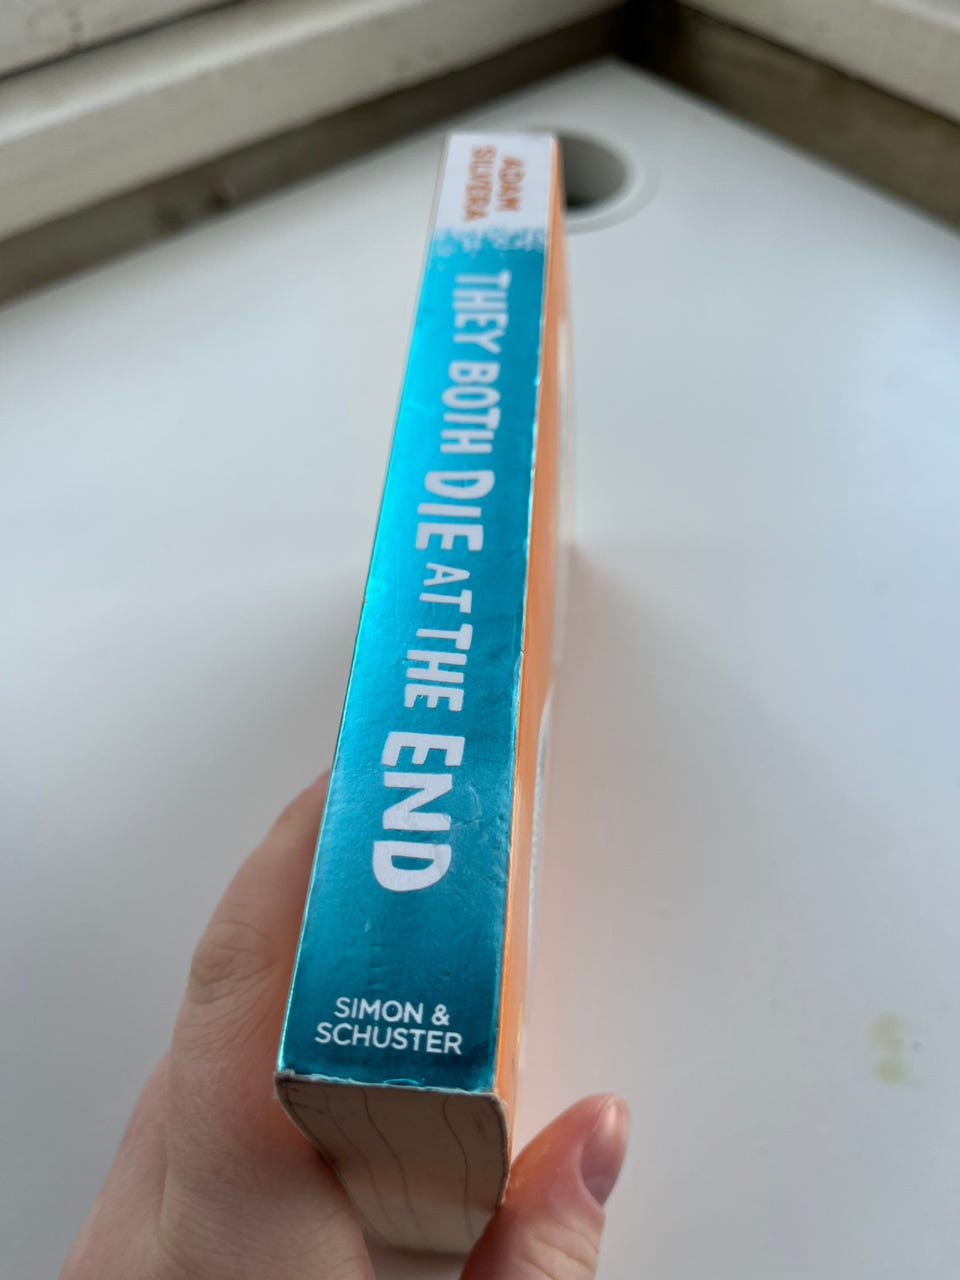 ADAM
SILVERA
THEY BOTH DIE AT THE END
SIMON &
SCHUSTER